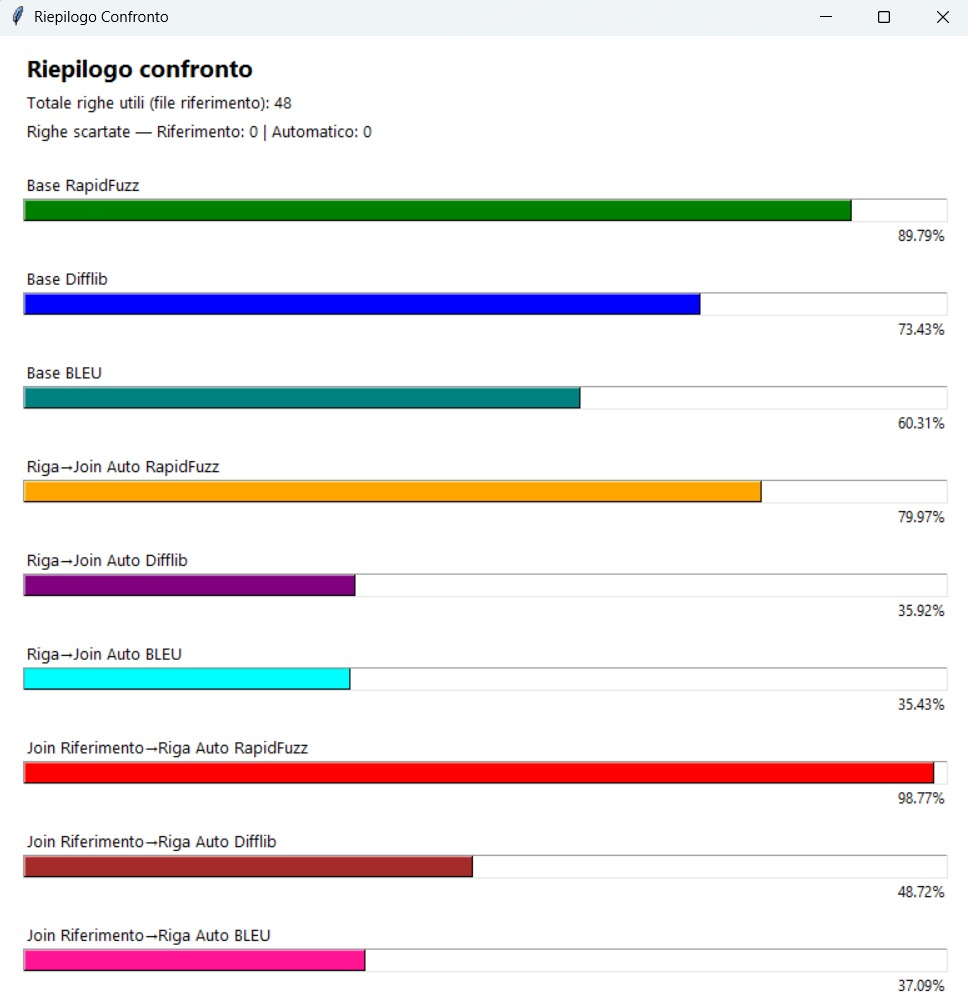 Riepilogo Confronto
Riepilogo confronto
Totale righe utili (file riferimento): 48
Righe scartate — Riferimento: 0 | Automatico: 0
Base RapidFuzz
89.79%
Base Difflib
73.43%
Base BLEU
60.31%
Riga→Join Auto RapidFuzz
79.97%
Riga→Join Auto Difflib
35.92%
Riga→Join Auto BLEU
35.43%
Join Riferimento→Riga Auto RapidFuzz
98.77%
Join Riferimento→Riga Auto Difflib
48.72%
Join Riferimento→Riga Auto BLEU
37.09%